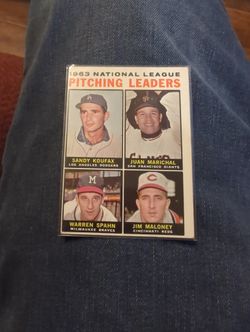 1963 NATIONAL LEAGUE
PITCHING LEADERS
SANDY KOUFAX
LOS ANGELES DODGERS
JUAN MARICHAL
SAN FRANCISCO GIANTS
M
WARREN SPAHN
MILWAUKEE BRAVES
JIM MALONEY
CINCINNATI REDS